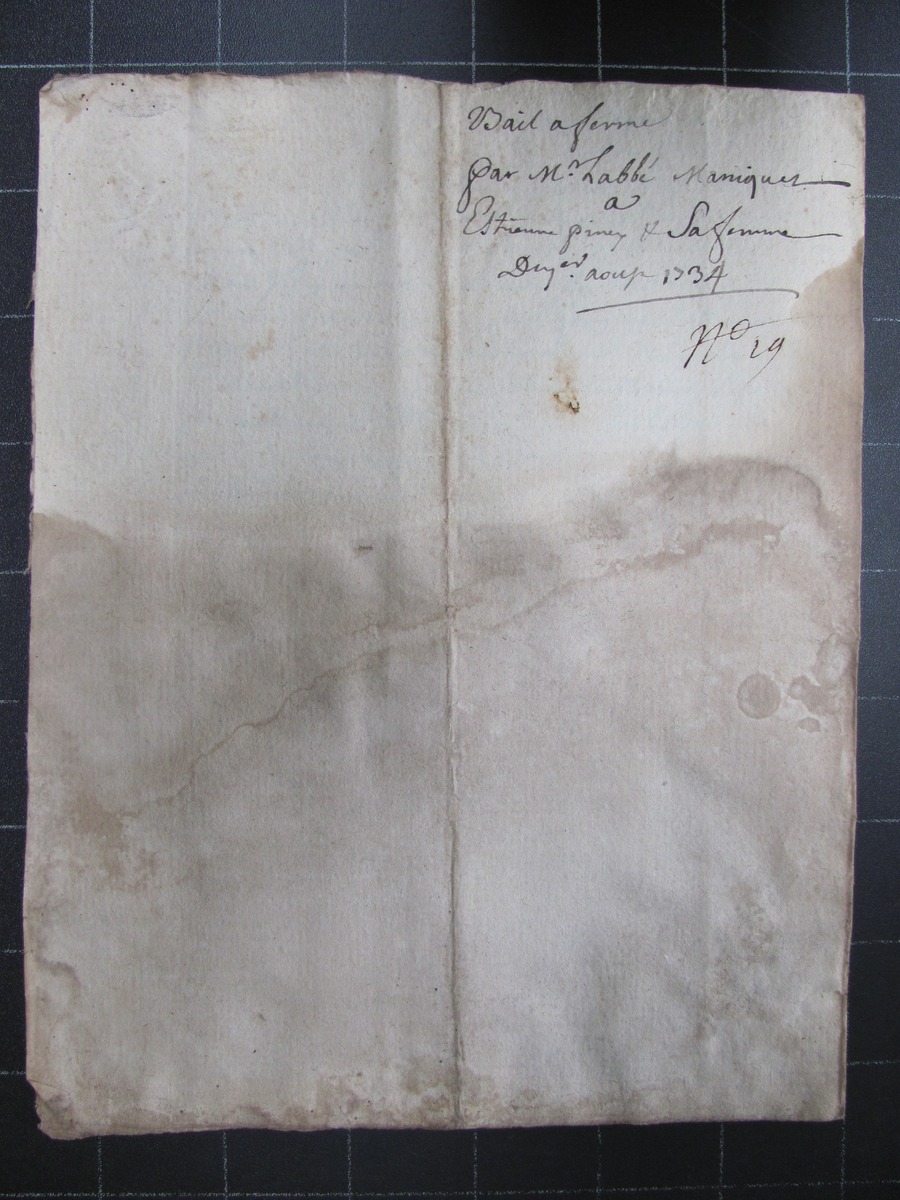 Bail a ferme
par Mr Labbé Maniquet
a
Estienne piney & Sa femme
Du 1er aoust 1734
No 29